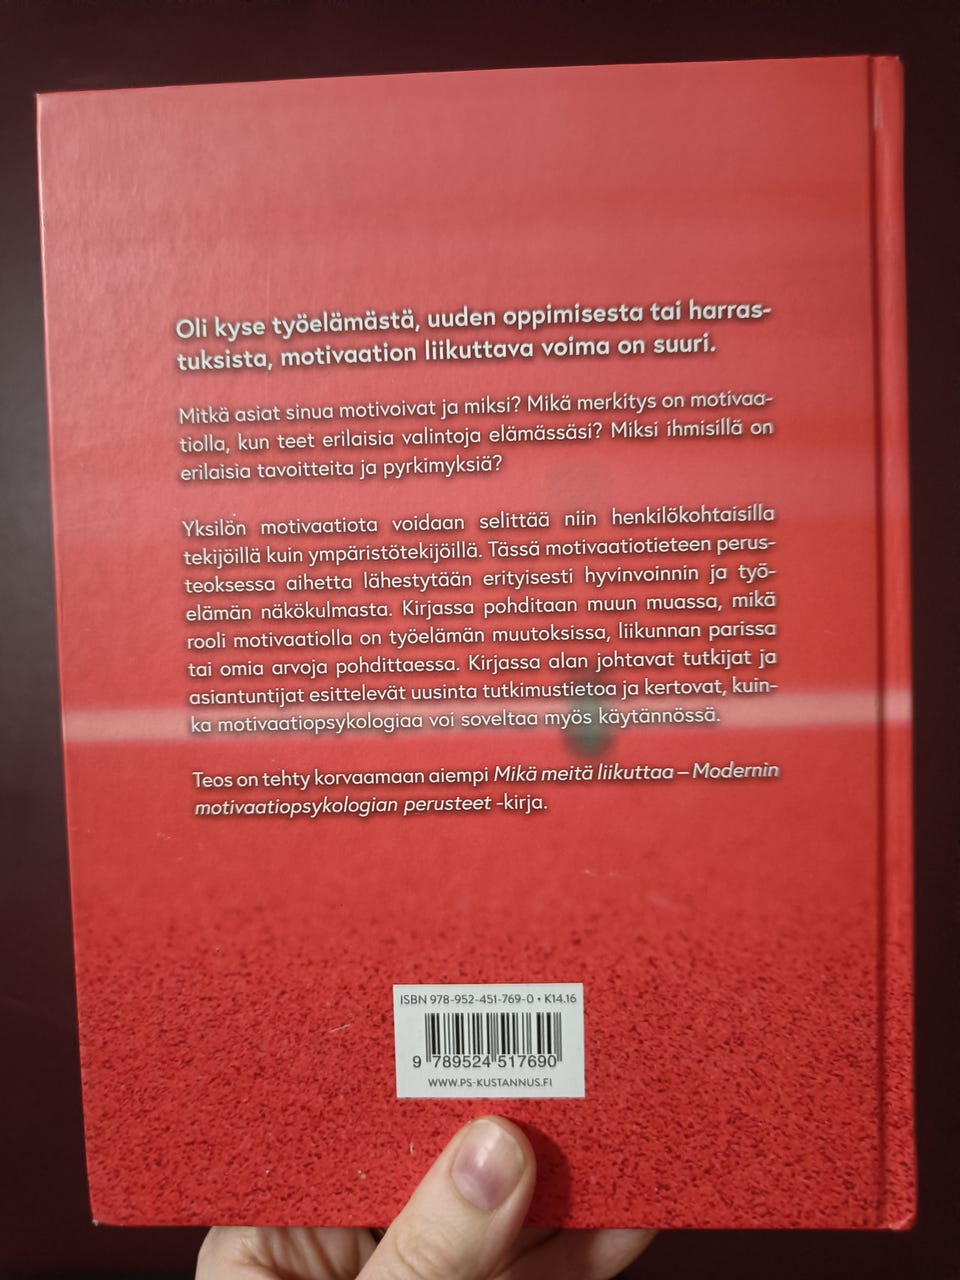 Oli kyse työelämästä, uuden oppimisesta tai harras-
tuksista, motivaation liikuttava voima on suuri.
Mitkä asiat sinua motivoivat ja miksi? Mikä merkitys on motivaa-
tiolla, kun teet erilaisia valintoja elämässäsi? Miksi ihmisillä on
erilaisia tavoitteita ja pyrkimyksiä?
Yksilön motivaatiota voidaan selittää niin henkilökohtaisilla
tekijöillä kuin ympäristötekijöillä. Tässä motivaatiotieteen perus-
teoksessa aihetta lähestytään erityisesti hyvinvoinnin ja työ-
elämän näkökulmasta. Kirjassa pohditaan muun muassa, mikä
rooli motivaatiolla on työelämän muutoksissa, liikunnan parissa
tai omia arvoja pohdittaessa. Kirjassa alan johtavat tutkijat ja
asiantuntijat esittelevät uusinta tutkimustietoa ja kertovat, kuin-
ka motivaatiopsykologiaa voi soveltaa myös käytännössä.
Teos on tehty korvaamaan aiempi Mikä meitä liikuttaa – Modernin
motivaatiopsykologian perusteet -kirja.
ISBN 978-952-451-769-0 • K14.16
9 789524 517690
WWW.PS-KUSTANNUS.FI